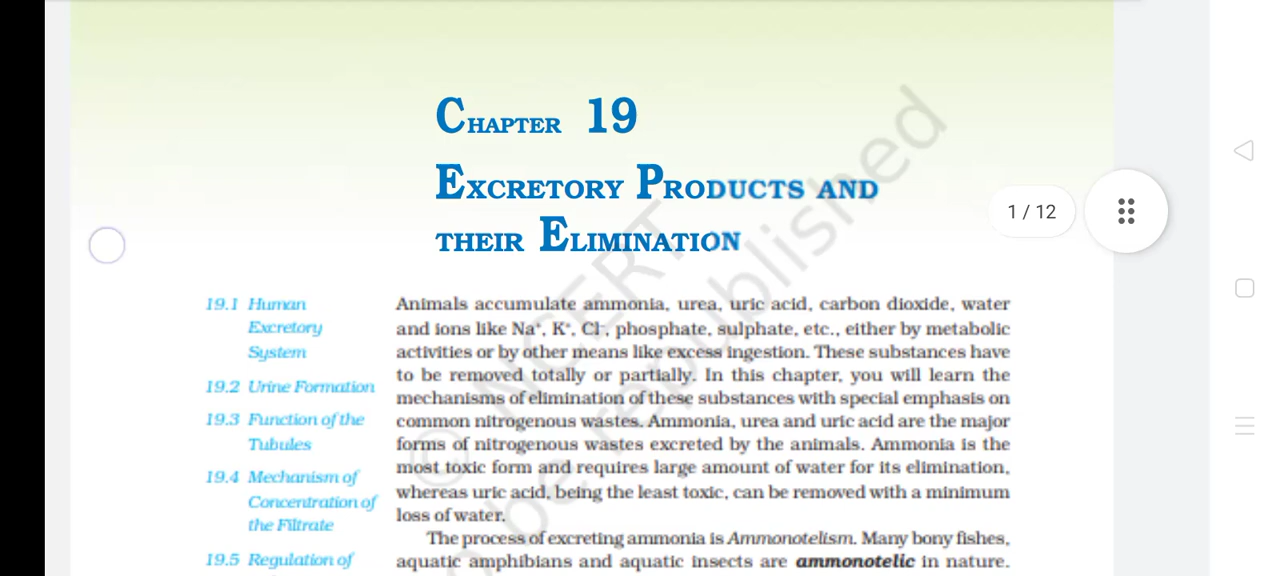 CHAPTER 19
EXCRETORY PRODUCTS AND
THEIR ELIMINATION
1 / 12
19.1 Human
Excretory
System
19.2 Urine Formation
19.3 Function of the
Tubules
19.4 Mechanism of
Concentration of
the Filtrate
19.5 Regulation of
Animals accumulate ammonia, urea, uric acid, carbon dioxide, water
and ions like Na⁺, K⁺, Cl⁻, phosphate, sulphate, etc., either by metabolic
activities or by other means like excess ingestion. These substances have
to be removed totally or partially. In this chapter, you will learn the
mechanisms of elimination of these substances with special emphasis on
common nitrogenous wastes. Ammonia, urea and uric acid are the major
forms of nitrogenous wastes excreted by the animals. Ammonia is the
most toxic form and requires large amount of water for its elimination,
whereas uric acid, being the least toxic, can be removed with a minimum
loss of water.
The process of excreting ammonia is Ammonotelism. Many bony fishes,
aquatic amphibians and aquatic insects are ammonotelic in nature.
© NCERT
be republished